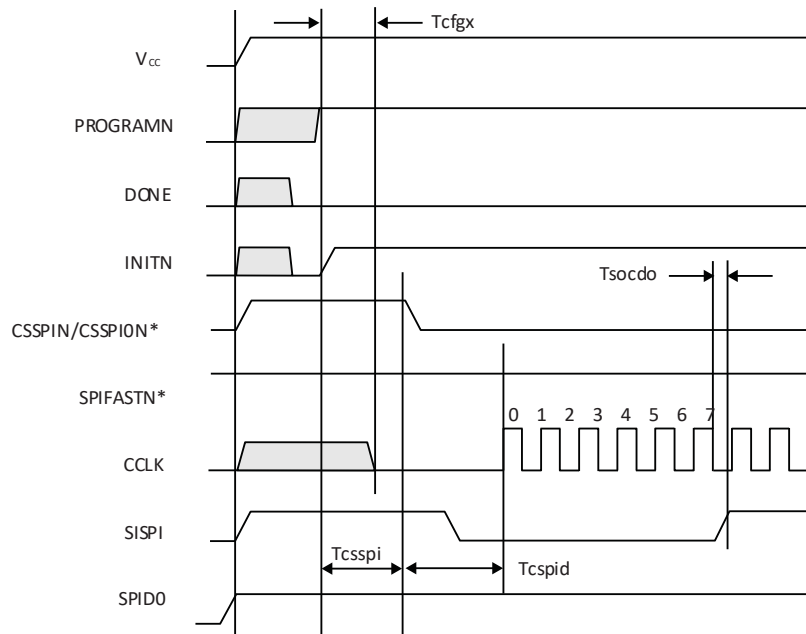 Tcfgx
Vcc
PROGRAMN
DONE
INITN
Tsocdo
CSSPIN/CSSPI0N*
SPIFASTN*
0 1 2 3 4 5 6 7
CCLK
SISPI
Tcsspi
Tcspid
SPID0